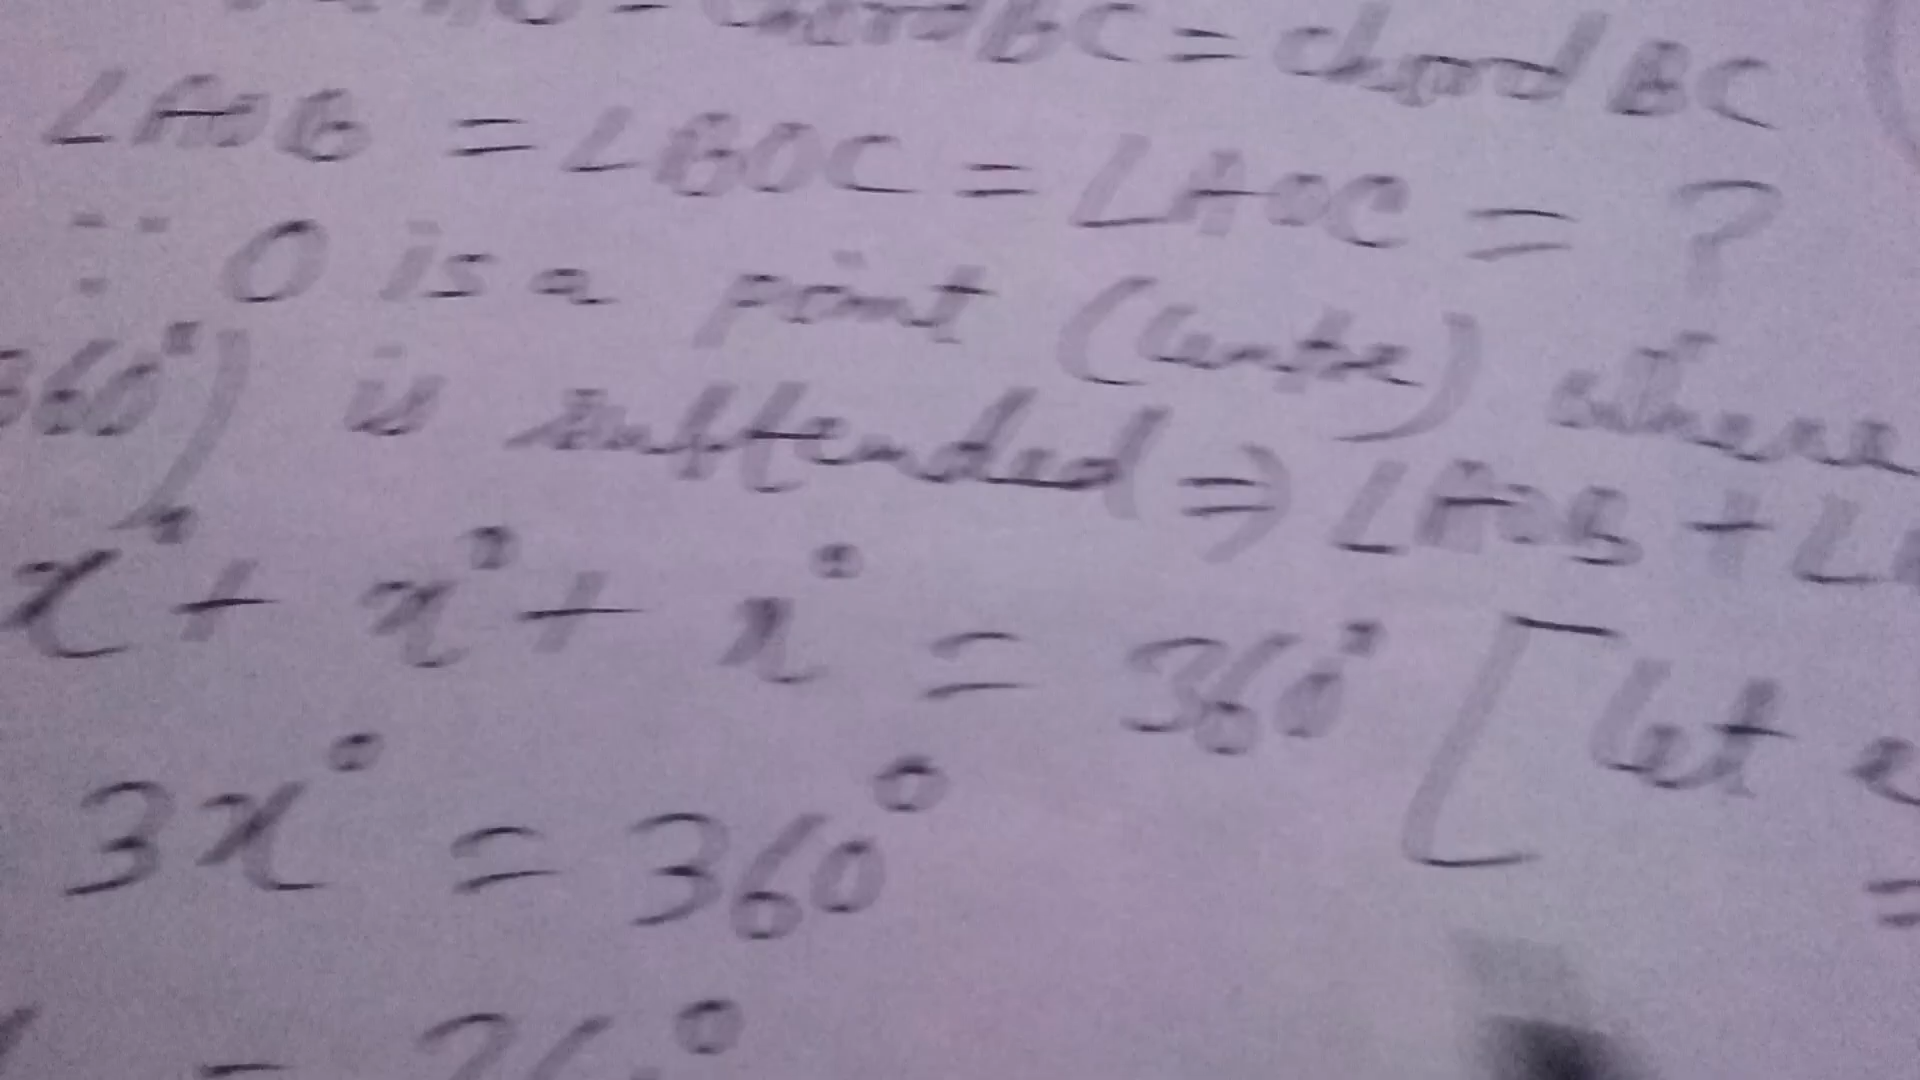 chord BC = chord BC
∠AOB = ∠BOC = ∠AOC = ?
∵ O is a point (Centre) where
360°) is subtended ⇒ ∠AOB + ∠
x° + x° + x° = 360° [let
3x° = 360°
=